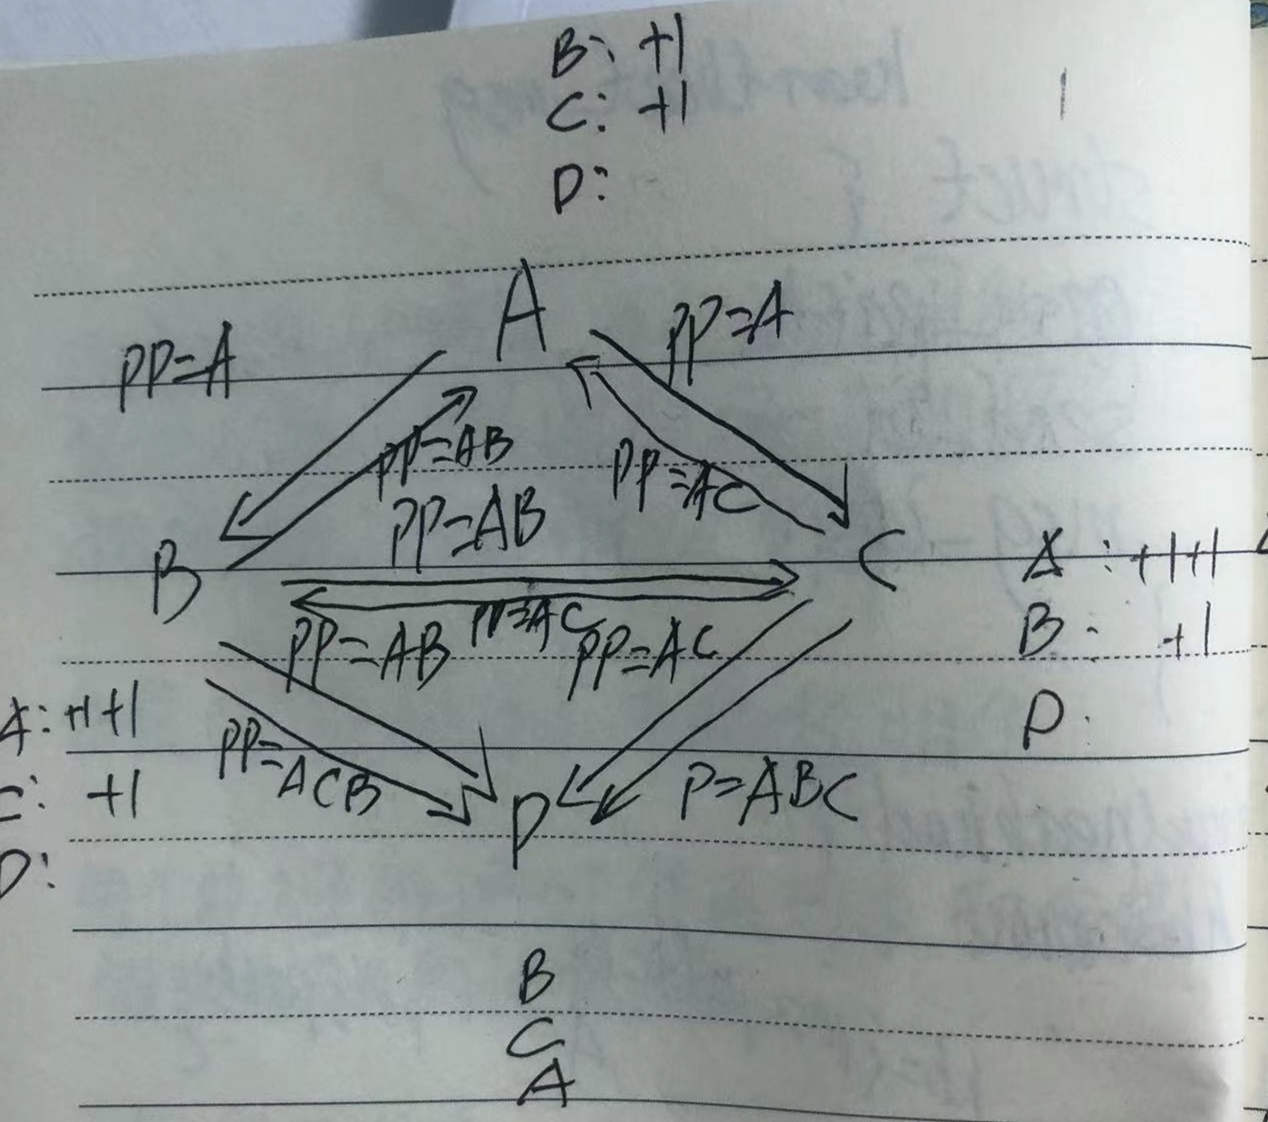 B: +1
C: +1
D:
A
PP=A
PP=A
PP=AB
PP=AC
PP=AB
B
C
A: +1+1
B: +1
D:
PP=AC
PP=AB
PP=AC
A: +1+1
C: +1
D:
PP=ACB
D
P=ABC
B
C
A